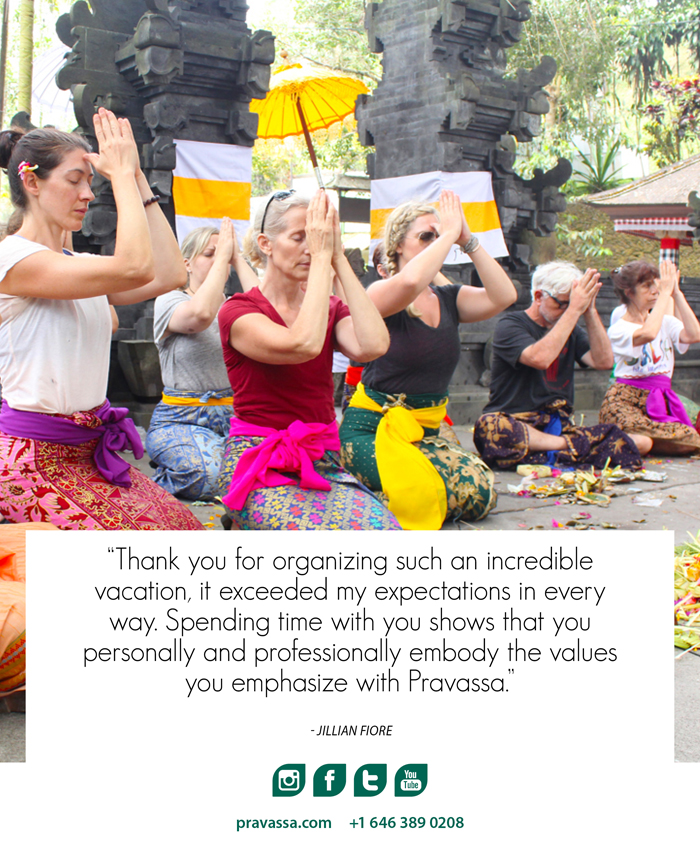 “Thank you for organizing such an incredible
vacation, it exceeded my expectations in every
way. Spending time with you shows that you
personally and professionally embody the values
you emphasize with Pravassa.”
- JILLIAN FIORE
You
Tube
pravassa.com +1 646 389 0208